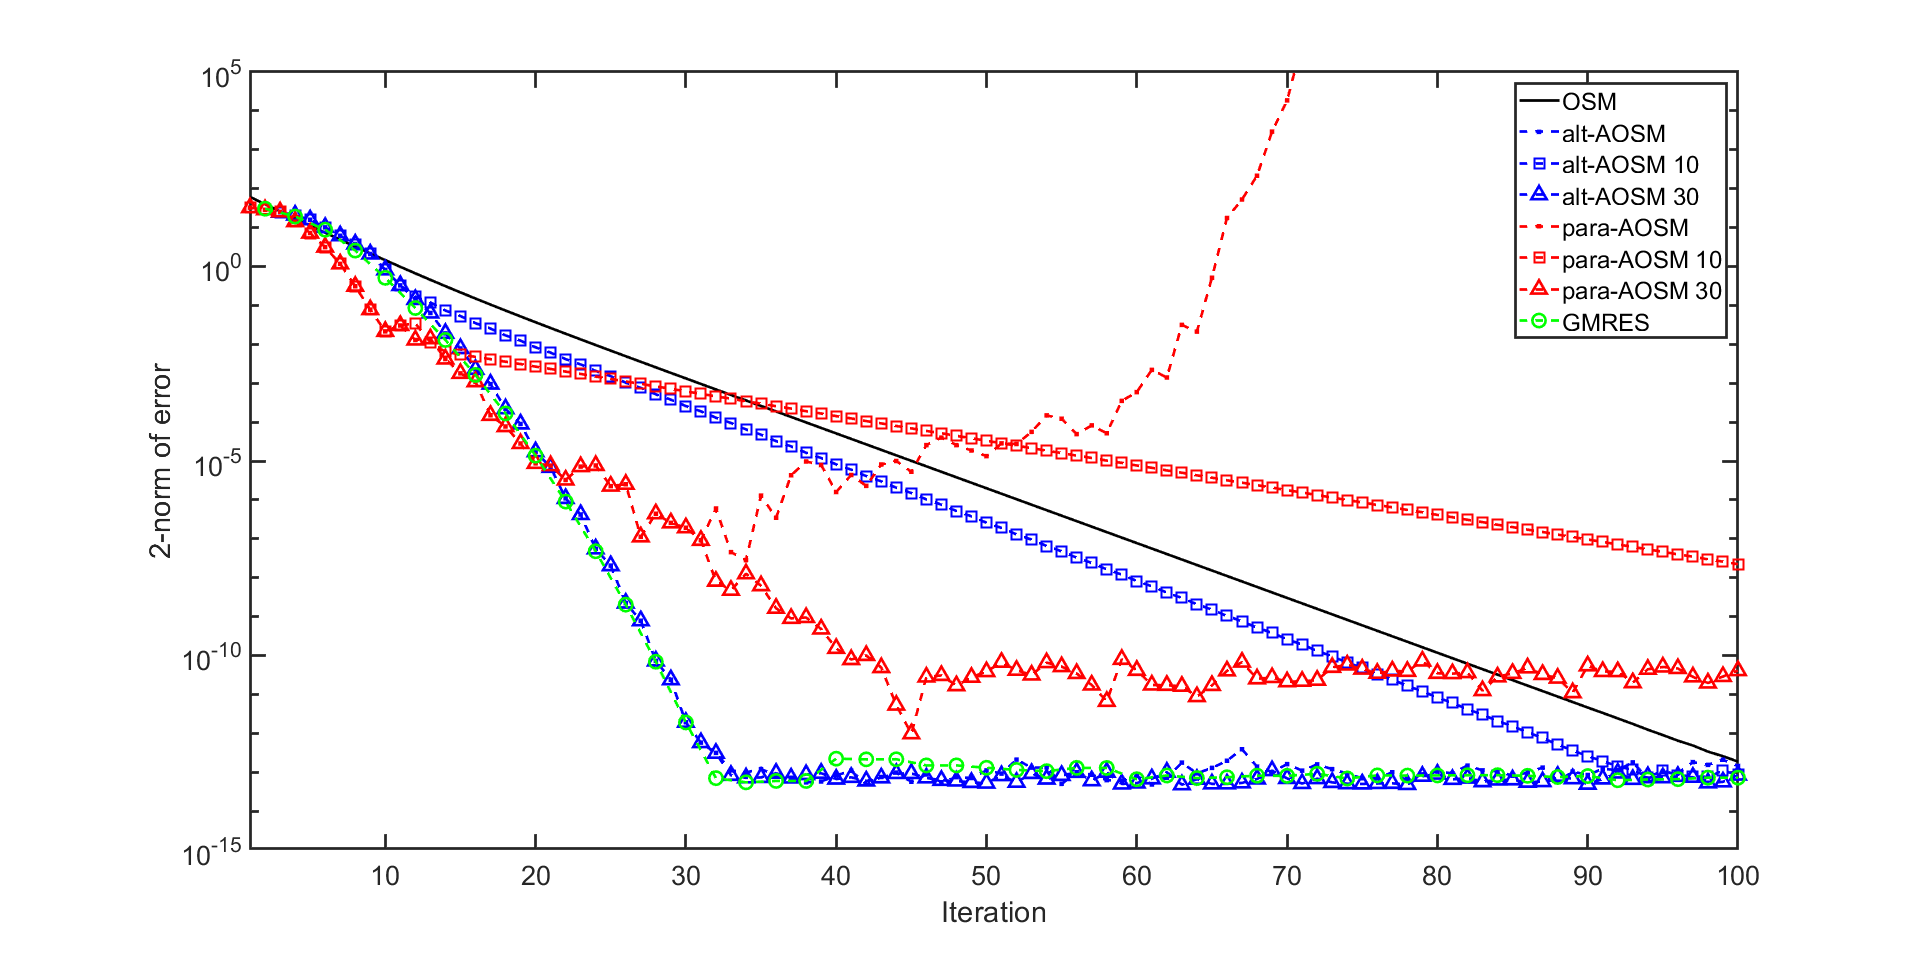 10^5
10^0
10^-5
10^-10
10^-15
2-norm of error
10 20 30 40 50 60 70 80 90 100
Iteration
OSM
alt-AOSM
alt-AOSM 10
alt-AOSM 30
para-AOSM
para-AOSM 10
para-AOSM 30
GMRES